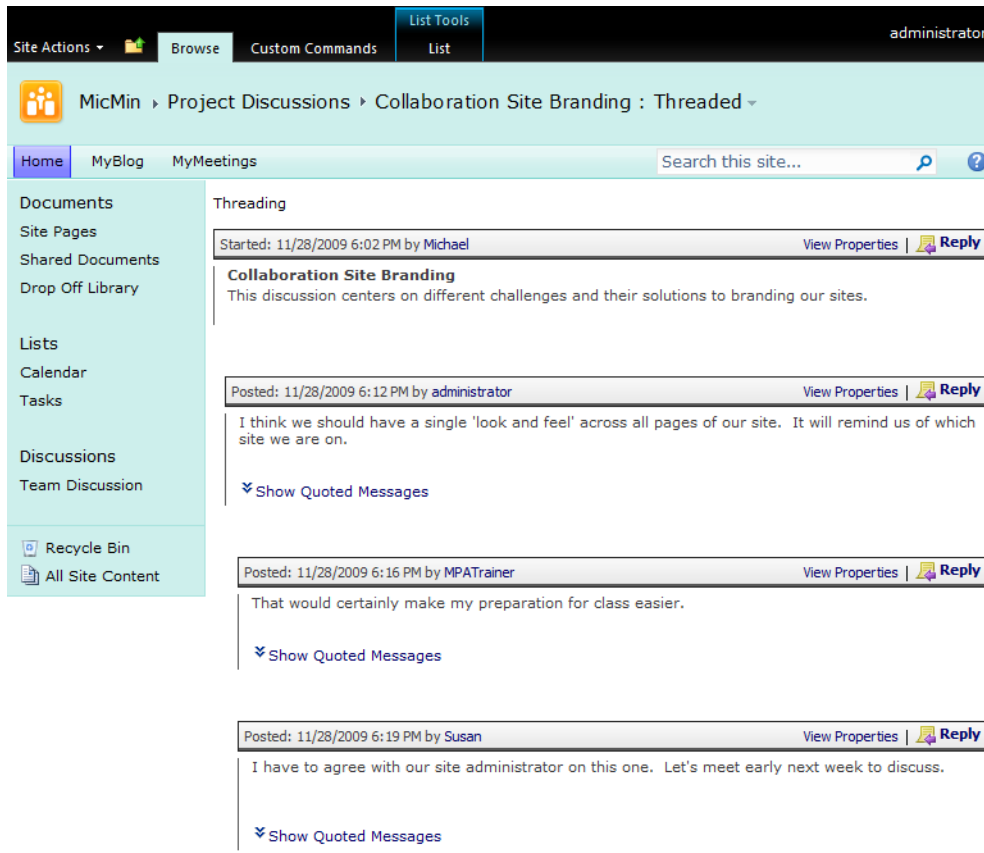 List Tools
Site Actions Browse Custom Commands List administrator
MicMin Project Discussions Collaboration Site Branding : Threaded
Home MyBlog MyMeetings Search this site... ?
Documents
Site Pages
Shared Documents
Drop Off Library
Lists
Calendar
Tasks
Discussions
Team Discussion
Recycle Bin
All Site Content
Threading
Started: 11/28/2009 6:02 PM by Michael View Properties | Reply
Collaboration Site Branding
This discussion centers on different challenges and their solutions to branding our sites.
Posted: 11/28/2009 6:12 PM by administrator View Properties | Reply
I think we should have a single 'look and feel' across all pages of our site. It will remind us of which
site we are on.
Show Quoted Messages
Posted: 11/28/2009 6:16 PM by MPATrainer View Properties | Reply
That would certainly make my preparation for class easier.
Show Quoted Messages
Posted: 11/28/2009 6:19 PM by Susan View Properties | Reply
I have to agree with our site administrator on this one. Let's meet early next week to discuss.
Show Quoted Messages